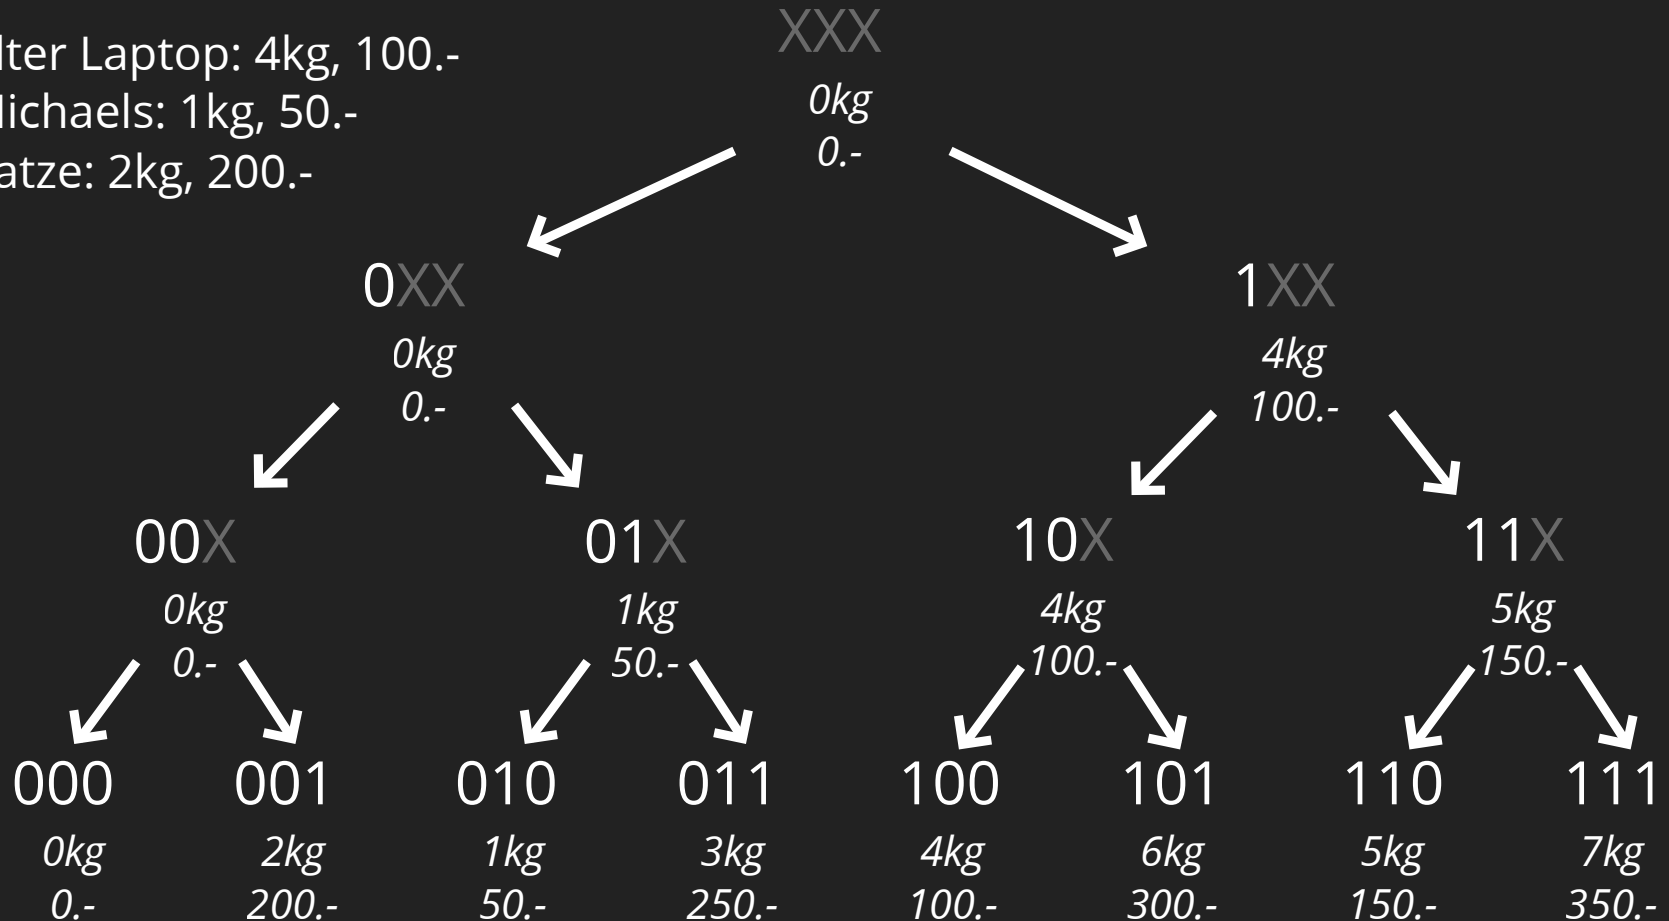 lter Laptop: 4kg, 100.-
ichaels: 1kg, 50.-
atze: 2kg, 200.-
XXX
0kg
0.-
0XX
0kg
0.-
1XX
4kg
100.-
00X
0kg
0.-
01X
1kg
50.-
10X
4kg
100.-
11X
5kg
150.-
000
0kg
0.-
001
2kg
200.-
010
1kg
50.-
011
3kg
250.-
100
4kg
100.-
101
6kg
300.-
110
5kg
150.-
111
7kg
350.-